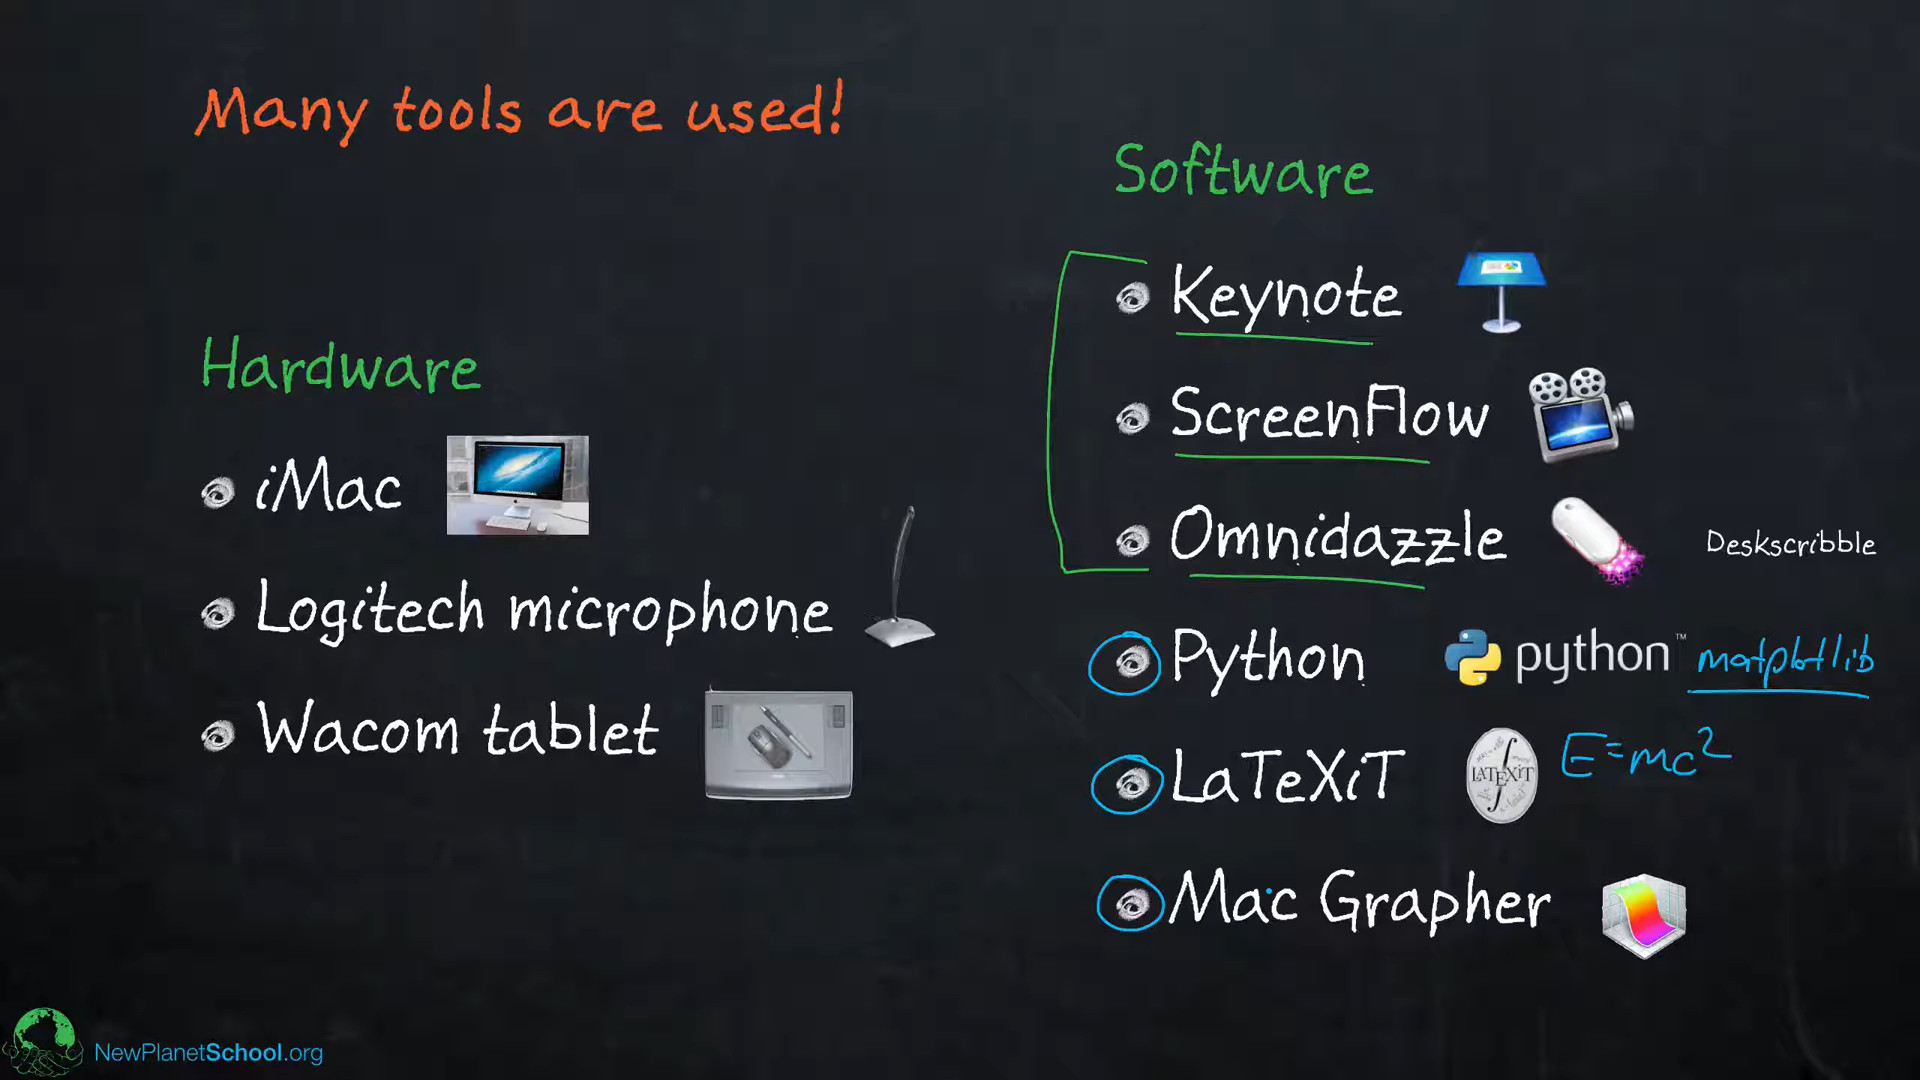 Many tools are used!
Hardware
iMac
Logitech microphone
Wacom tablet
Software
Keynote
ScreenFlow
Omnidazzle
Deskscribble
Python
python™ matplotlib
LaTeXiT
LATEXiT
E=mc²
Mac Grapher
NewPlanetSchool.org